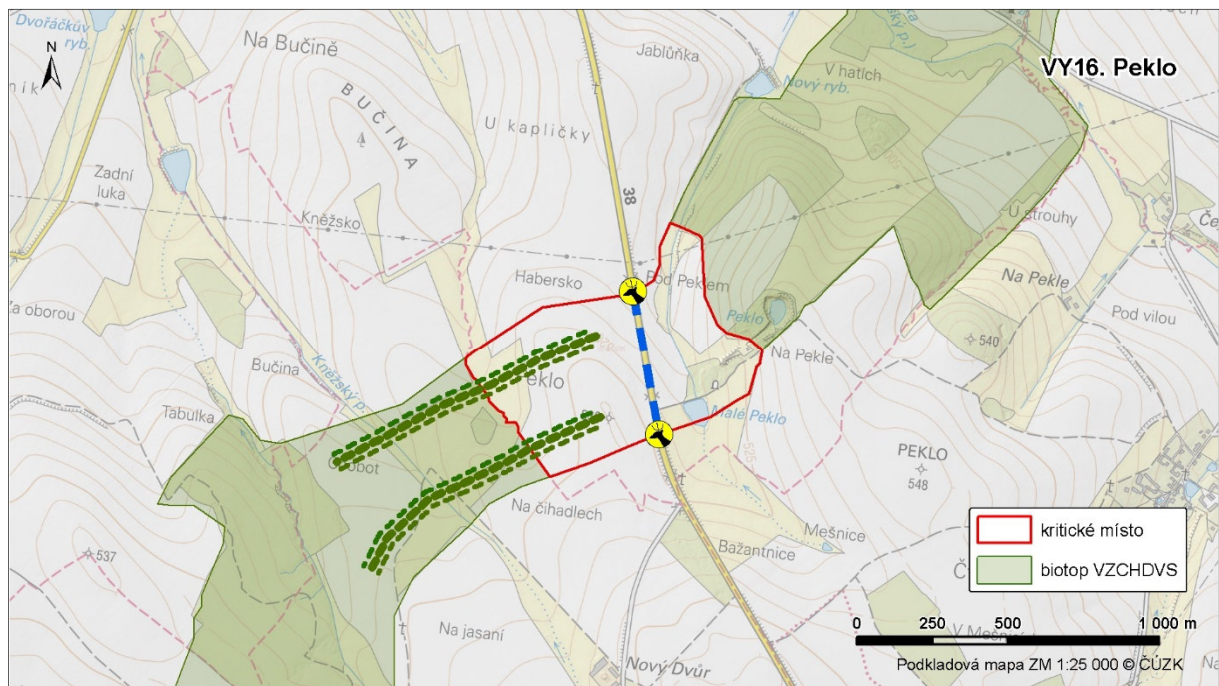 Dvořáčkův
ryb.
N
Na Bučině
Jablůňka
V hatích
VY16. Peklo
Nový ryb.
BUČINA
U kapličky
Zadní
luka
38
Kněžsko
U strouhy
Na Pekle
Habersko
Pod Peklem
Za oborou
Peklo
Pod vilou
540
Na Pekle
Bučina
Kněžský p.
Peklo
Tabulka
Malé Peklo
525
PEKLO
548
Na čihadlech
Mešnice
Bažantnice
537
kritické místo
biotop VZCHDVS
0 250 500 1 000 m
Na jasaní
Nový Dvůr
Podkladová mapa ZM 1:25 000 © ČÚZK